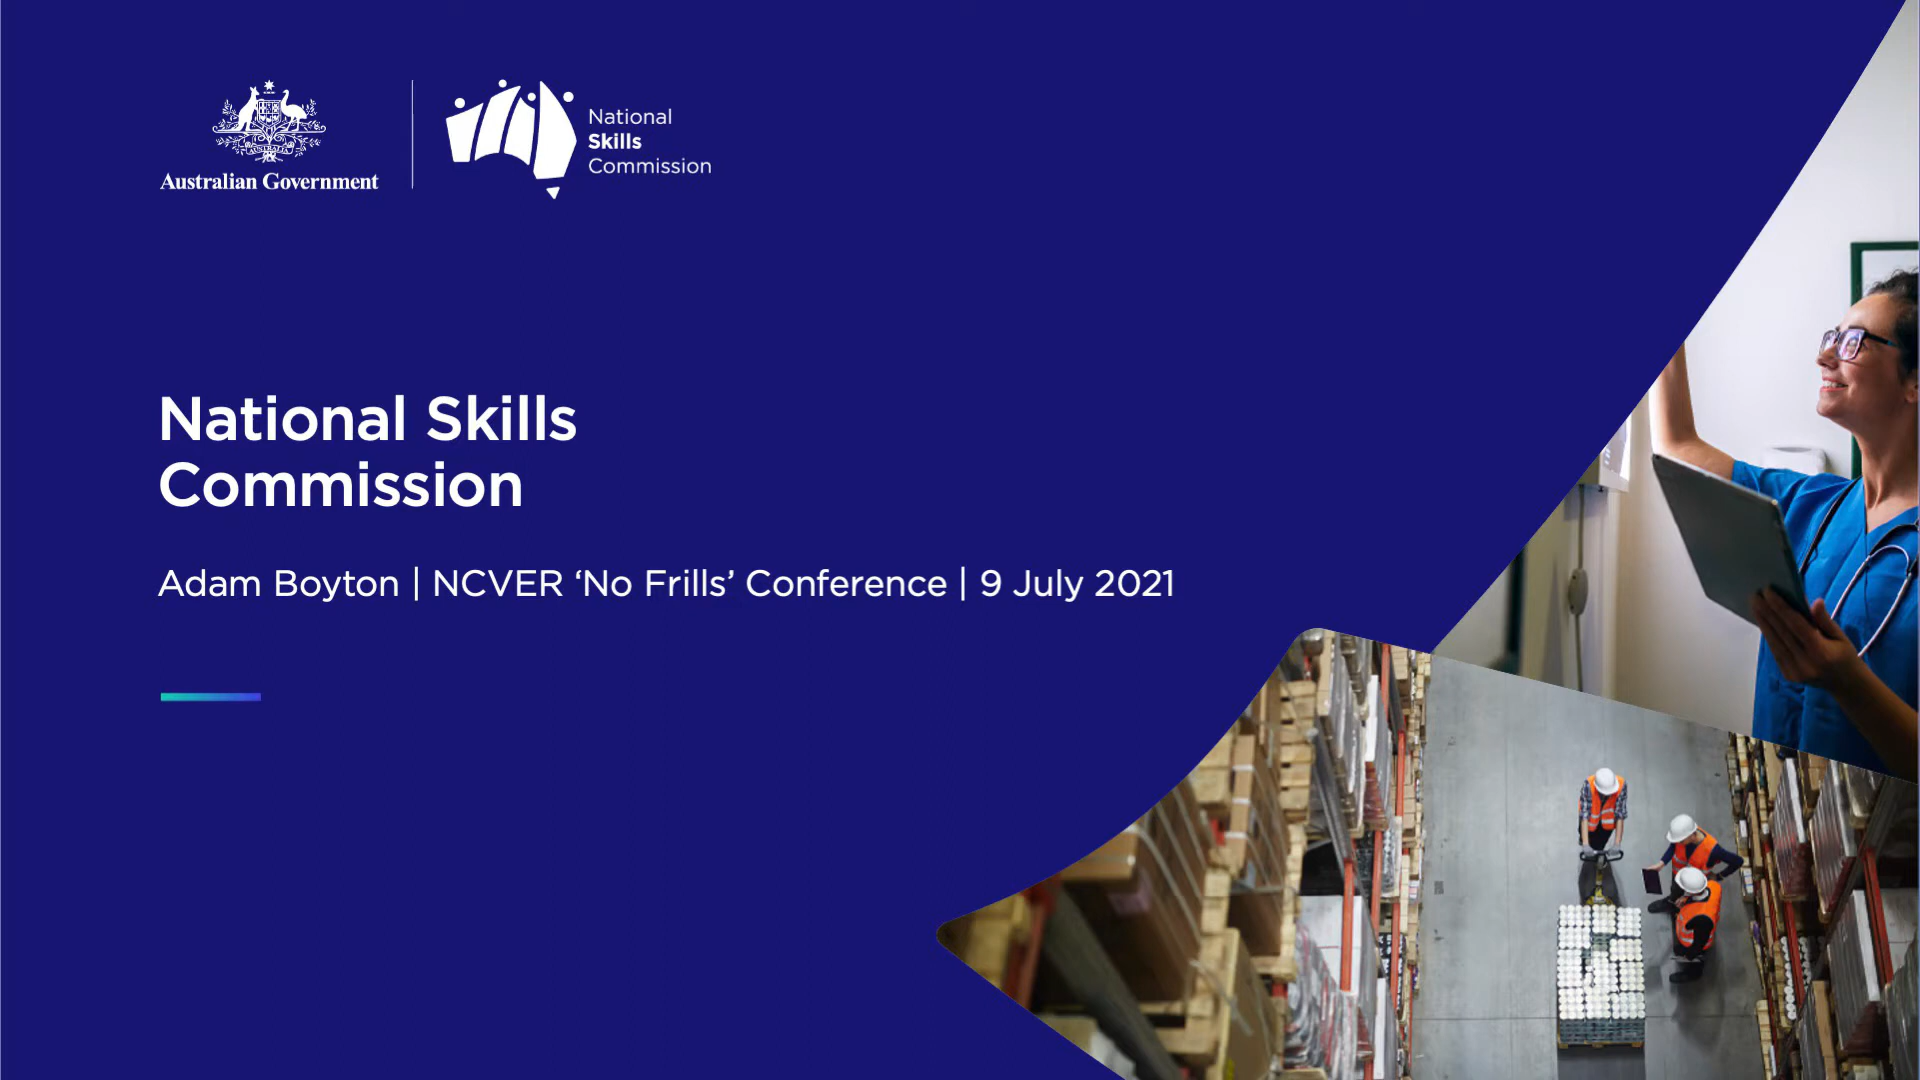 Australian Government
National
Skills
Commission
National Skills
Commission
Adam Boyton | NCVER ‘No Frills’ Conference | 9 July 2021